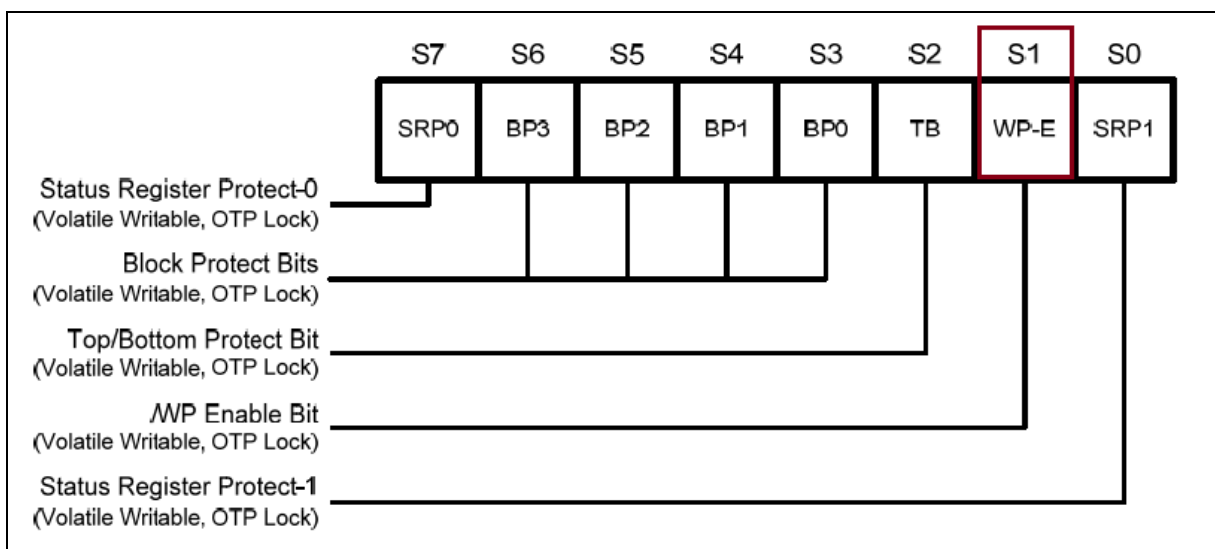 S7 S6 S5 S4 S3 S2 S1 S0
SRP0 BP3 BP2 BP1 BP0 TB WP-E SRP1
Status Register Protect-0
(Volatile Writable, OTP Lock)
Block Protect Bits
(Volatile Writable, OTP Lock)
Top/Bottom Protect Bit
(Volatile Writable, OTP Lock)
/WP Enable Bit
(Volatile Writable, OTP Lock)
Status Register Protect-1
(Volatile Writable, OTP Lock)